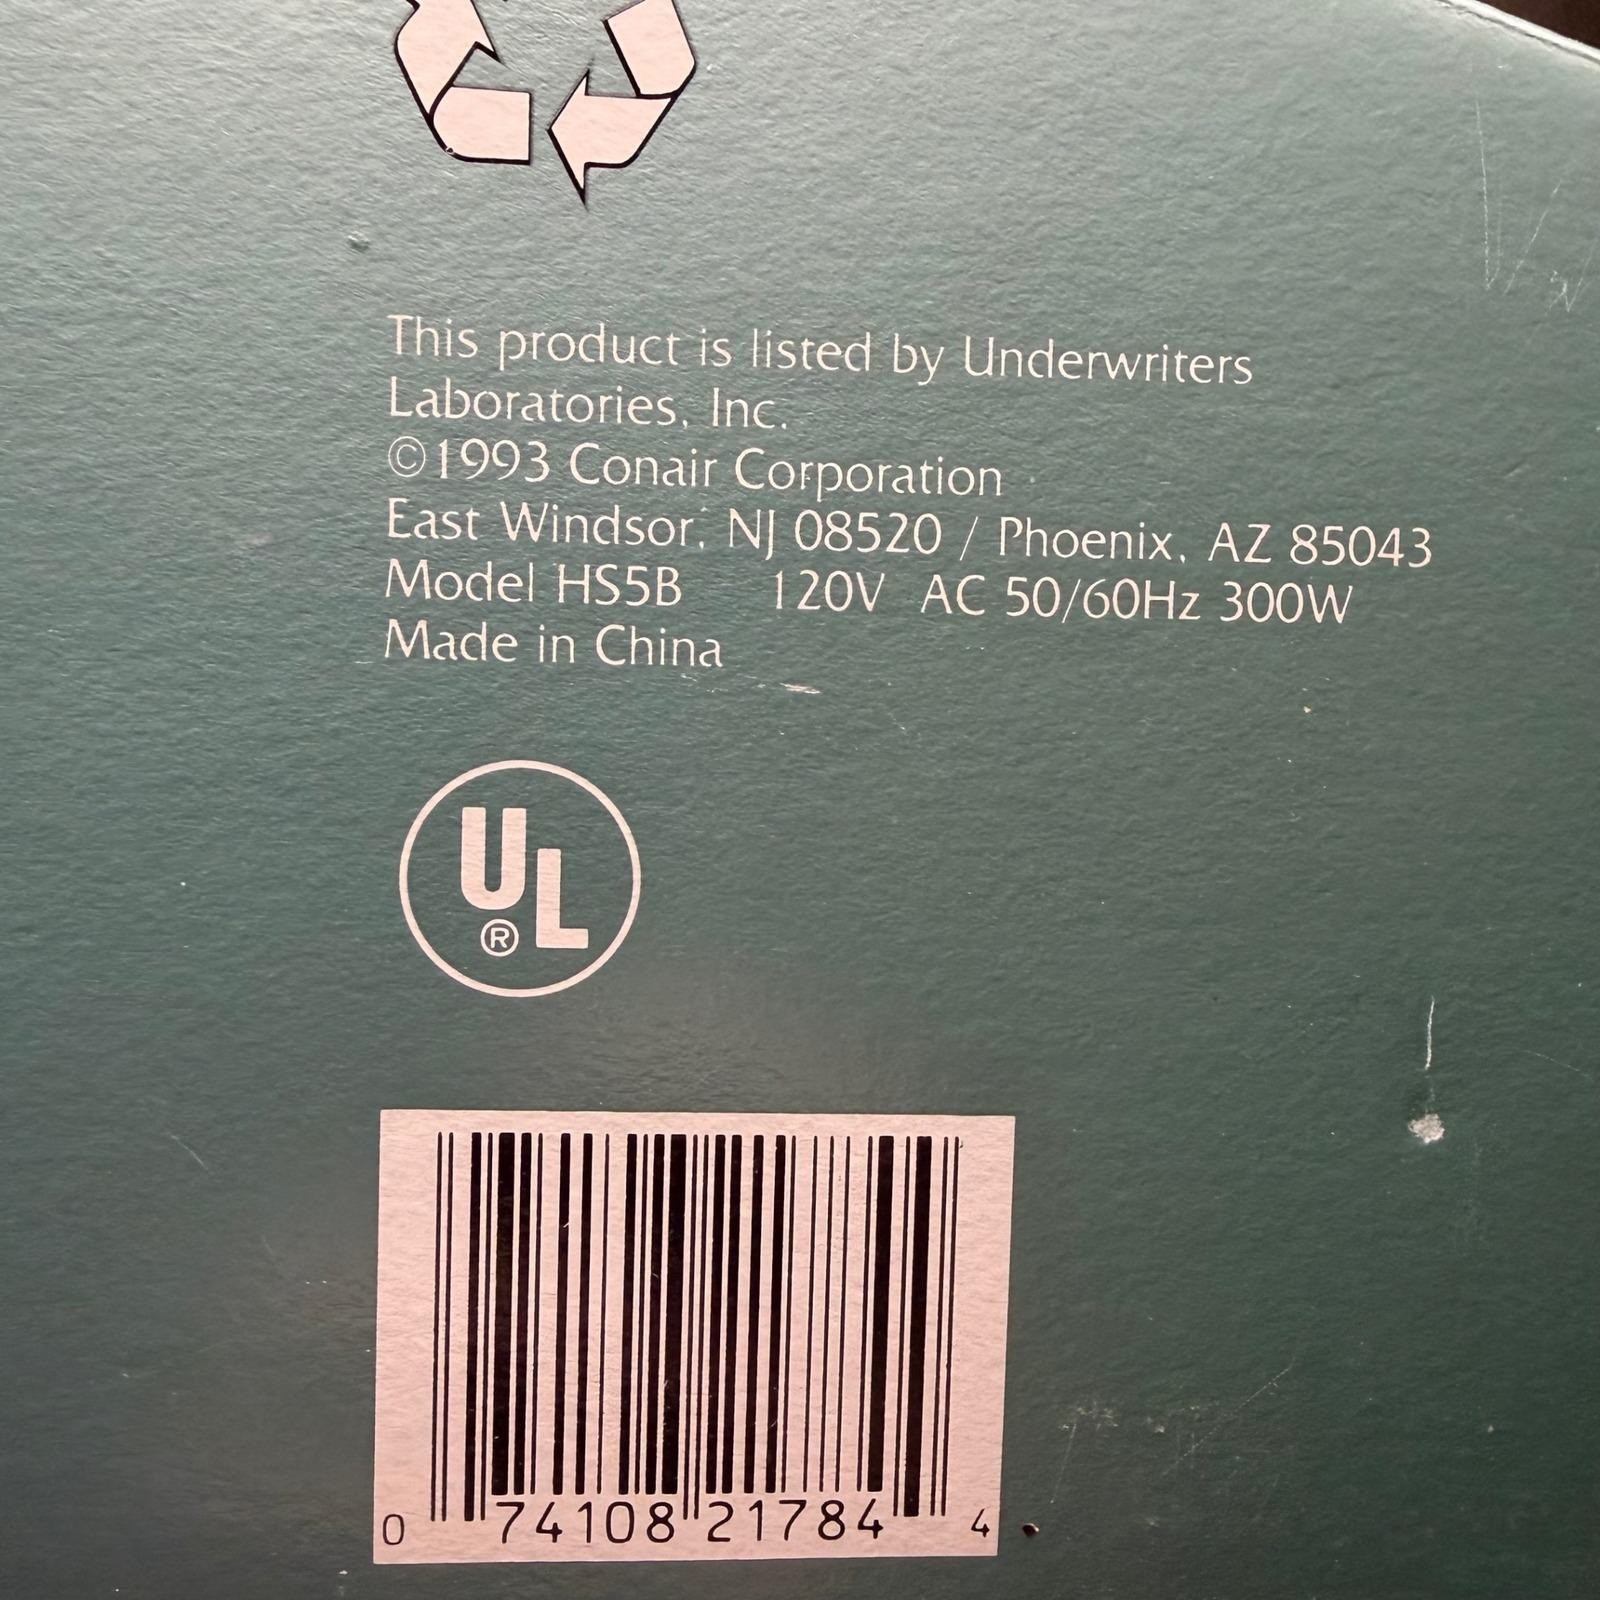 This product is listed by Underwriters
Laboratories, Inc.
©1993 Conair Corporation
East Windsor, NJ 08520 / Phoenix, AZ 85043
Model HS5B 120V AC 50/60Hz 300W
Made in China
UL
®
0 74108 21784 4